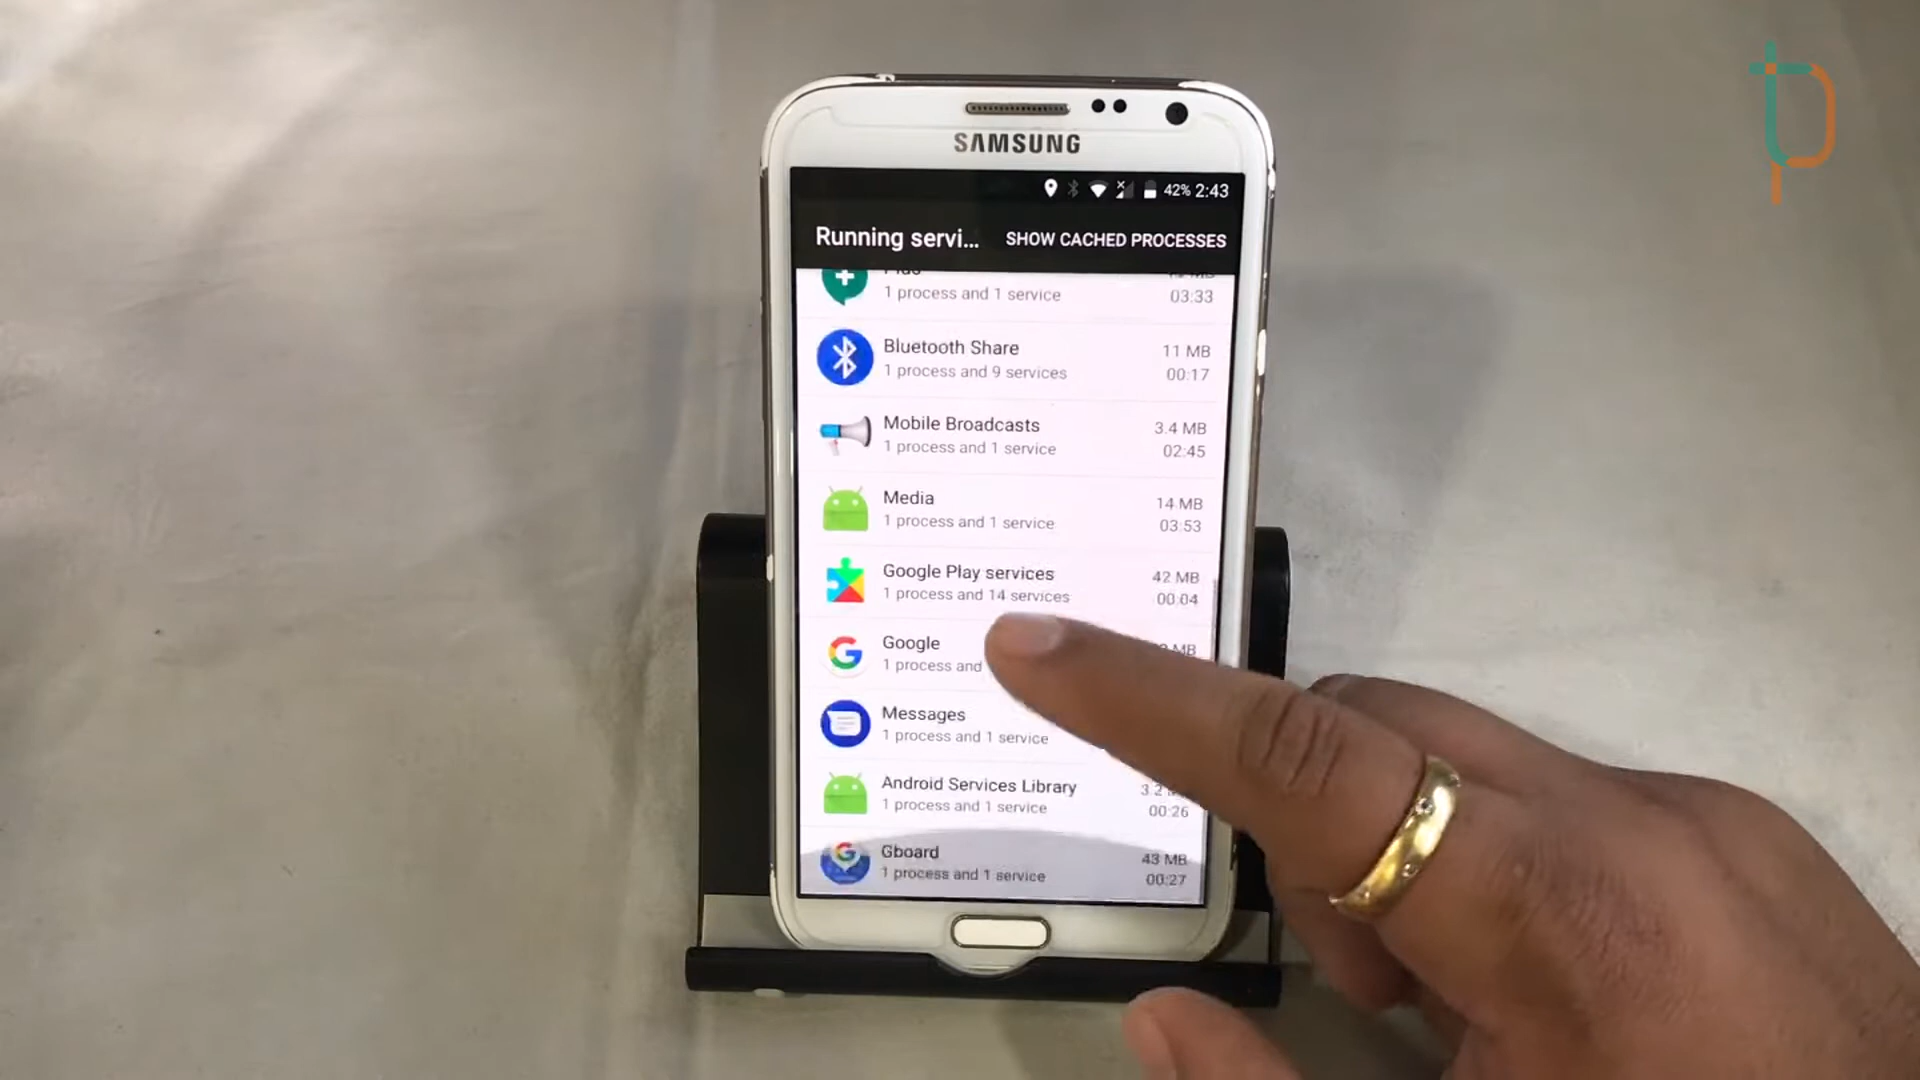 SAMSUNG
42% 2:43
Running servi... SHOW CACHED PROCESSES
1 process and 1 service 03:33
Bluetooth Share 11 MB
1 process and 9 services 00:17
Mobile Broadcasts 3.4 MB
1 process and 1 service 02:45
Media 14 MB
1 process and 1 service 03:53
Google Play services 42 MB
1 process and 14 services 00:04
Google MB
1 process and
Messages
1 process and 1 service
Android Services Library 3.2
1 process and 1 service 00:26
Gboard 43 MB
1 process and 1 service 00:27